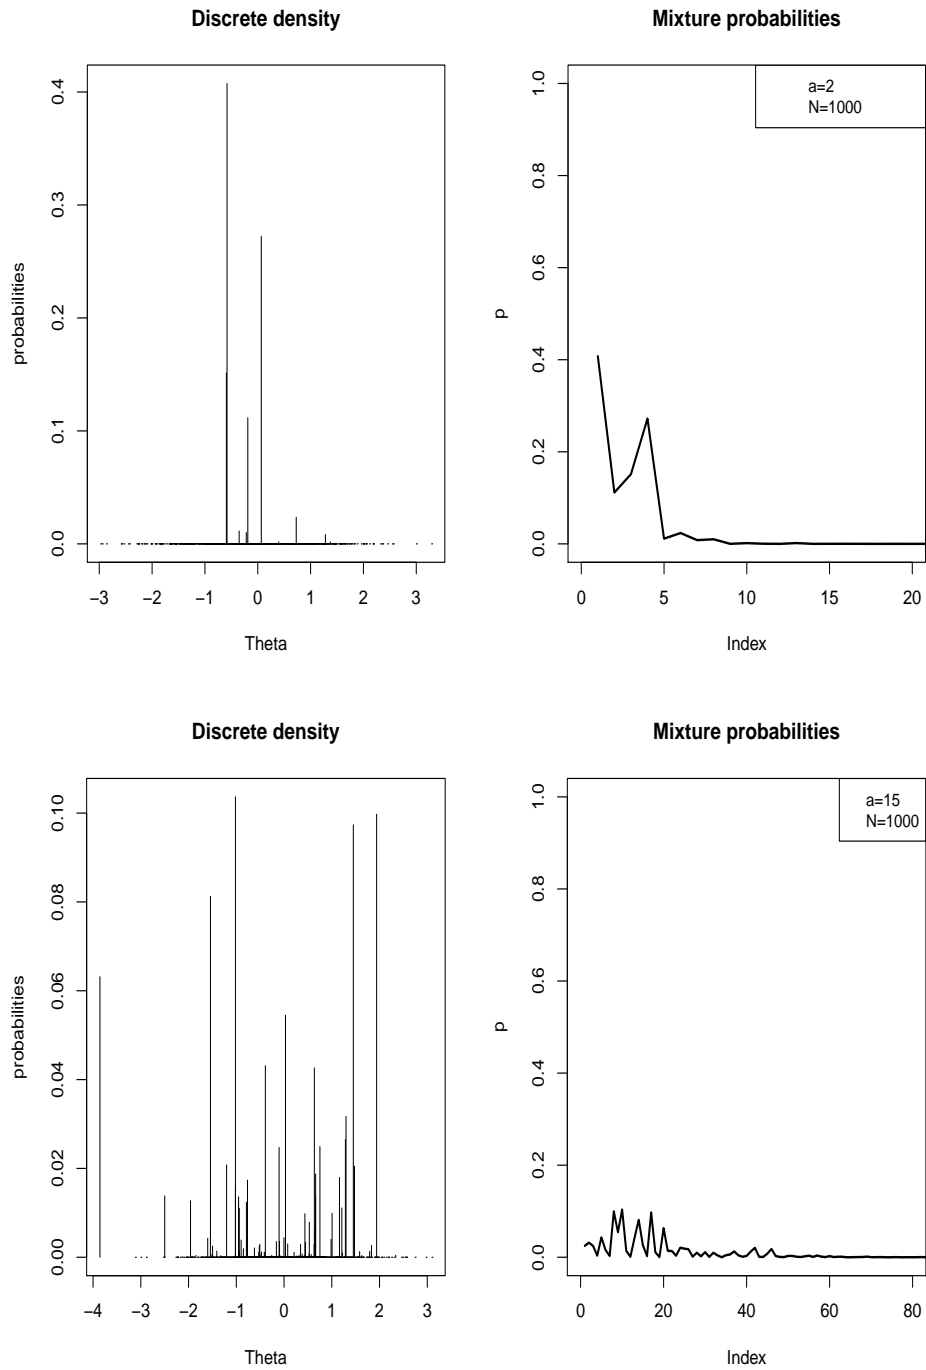 Discrete density
Mixture probabilities
probabilities
0.0 0.1 0.2 0.3 0.4
−3 −2 −1 0 1 2 3
Theta
p
0.0 0.2 0.4 0.6 0.8 1.0
a=2
N=1000
0 5 10 15 20
Index
Discrete density
Mixture probabilities
probabilities
0.00 0.02 0.04 0.06 0.08 0.10
−4 −3 −2 −1 0 1 2 3
Theta
p
0.0 0.2 0.4 0.6 0.8 1.0
a=15
N=1000
0 20 40 60 80
Index